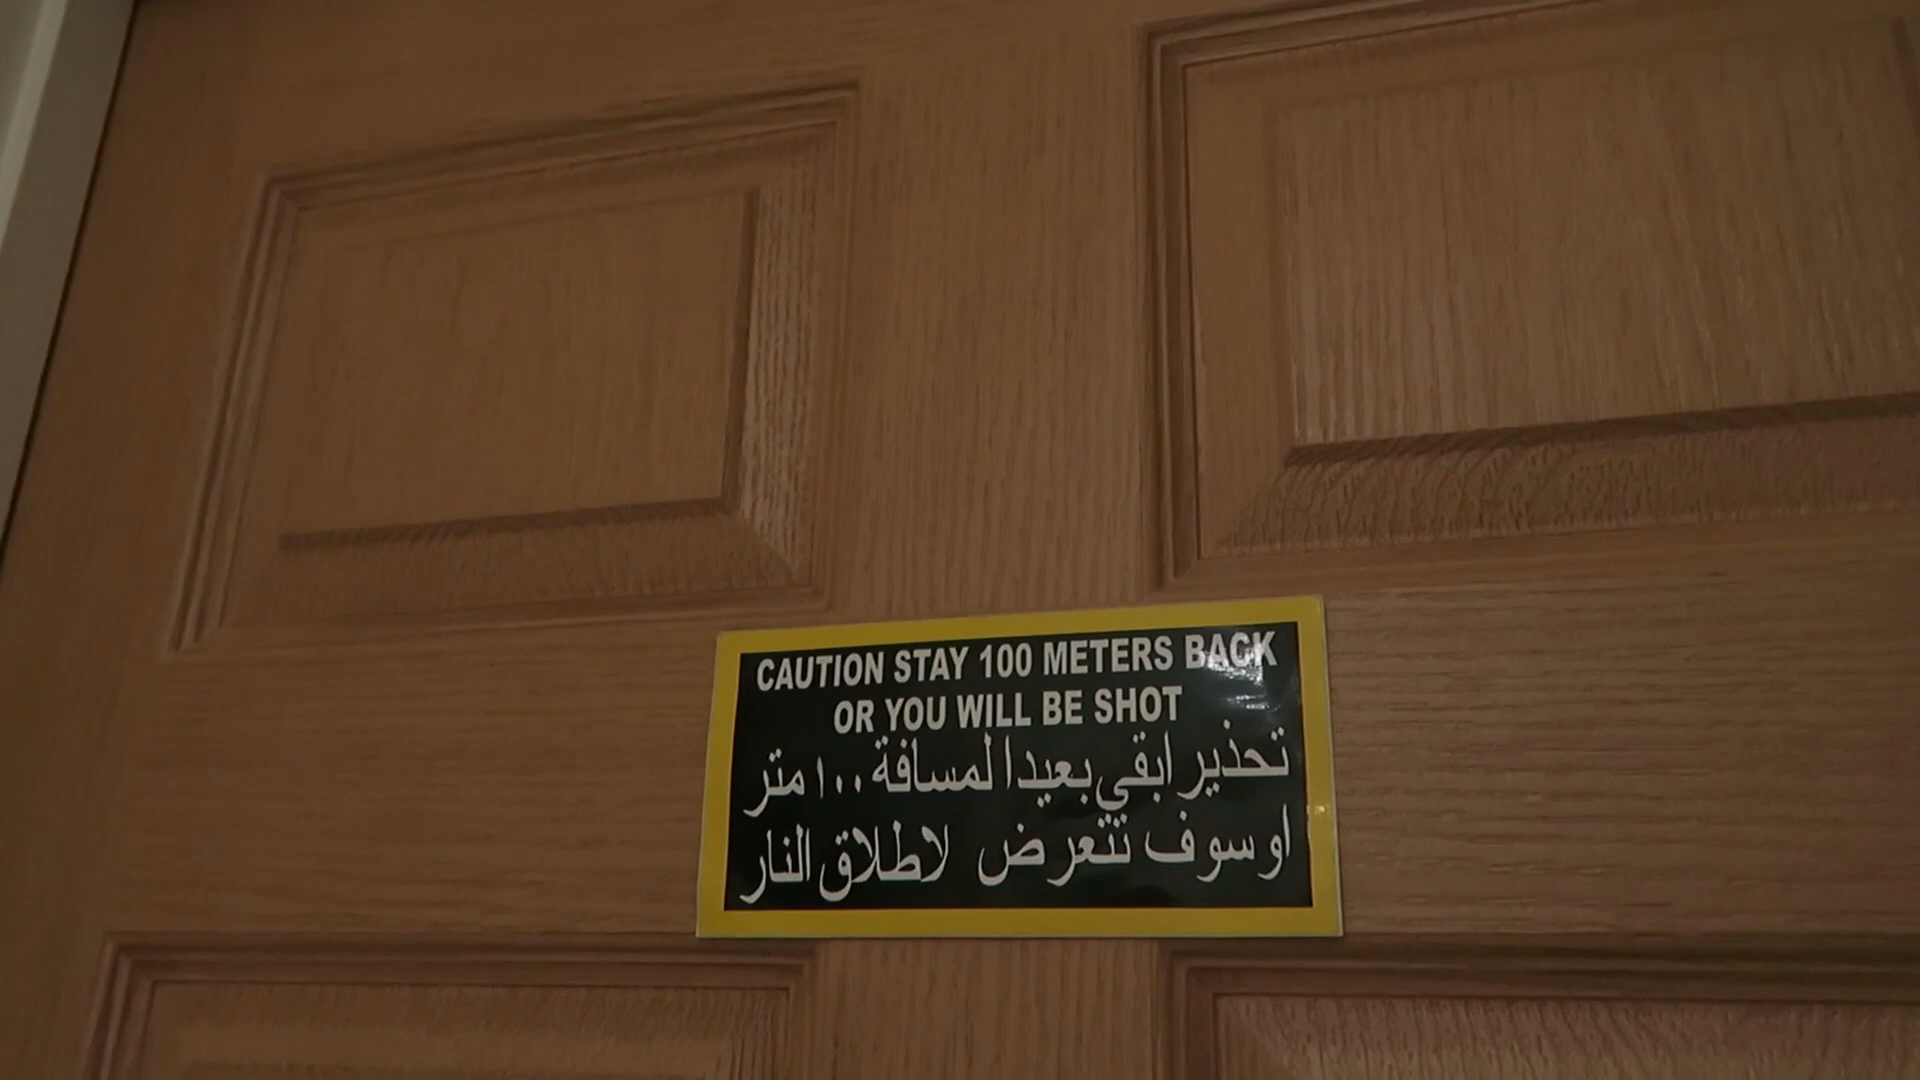 CAUTION STAY 100 METERS BACK
OR YOU WILL BE SHOT
تحذير ابقي بعيدا لمسافة ١٠٠ متر
او سوف تتعرض لاطلاق النار